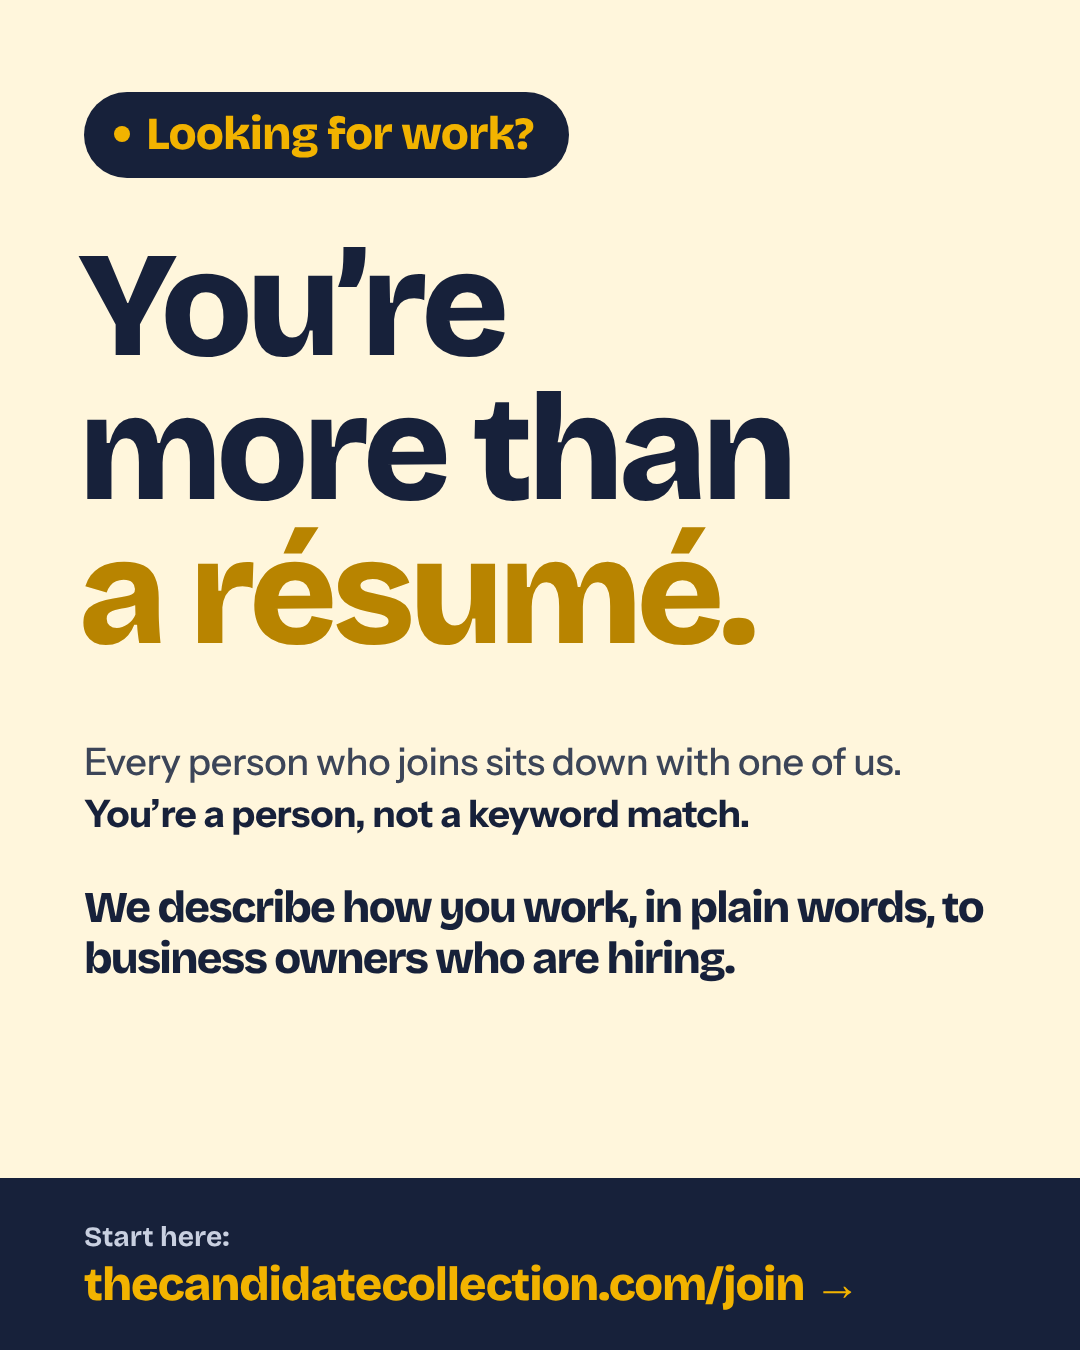 Looking for work?
You’re
more than
a résumé.
Every person who joins sits down with one of us.
You’re a person, not a keyword match.
We describe how you work, in plain words, to
business owners who are hiring.
Start here:
thecandidatecollection.com/join →